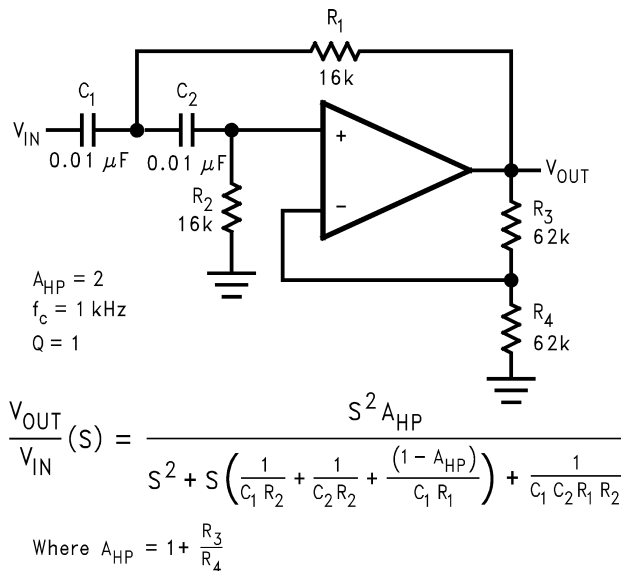 R1
16k
C1
C2
VIN
0.01 μF
0.01 μF
+
−
VOUT
R2
16k
R3
62k
R4
62k
AHP = 2
fc = 1 kHz
Q = 1
VOUT/VIN (S) = S² AHP / (S² + S (1/(C1 R2) + 1/(C2 R2) + (1 − AHP)/(C1 R1)) + 1/(C1 C2 R1 R2))
Where AHP = 1 + R3/R4